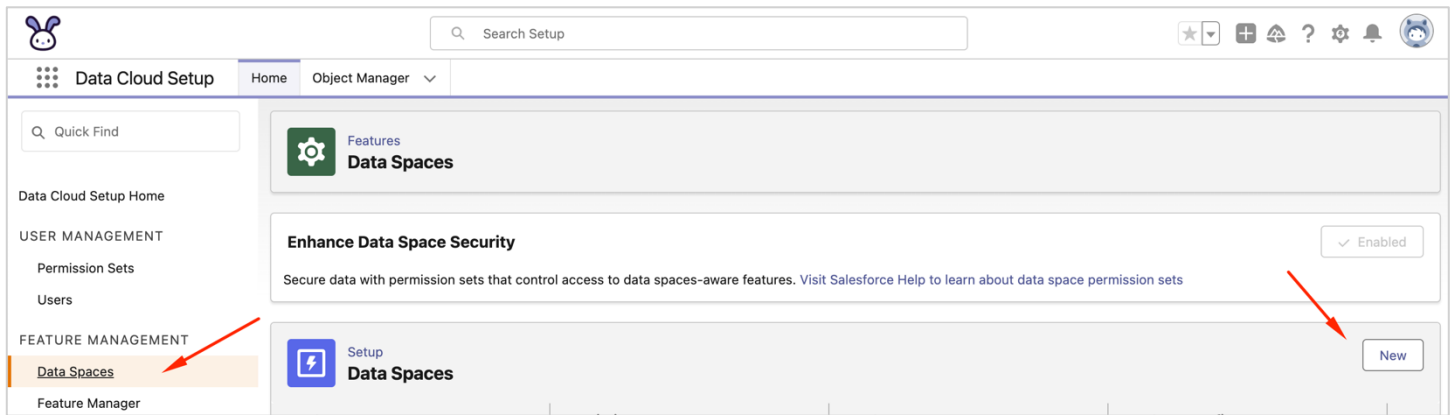 Search Setup
Data Cloud Setup
Home
Object Manager
Quick Find
Data Cloud Setup Home
USER MANAGEMENT
Permission Sets
Users
FEATURE MANAGEMENT
Data Spaces
Feature Manager
Features
Data Spaces
Enhance Data Space Security
Enabled
Secure data with permission sets that control access to data spaces-aware features. Visit Salesforce Help to learn about data space permission sets
Setup
Data Spaces
New